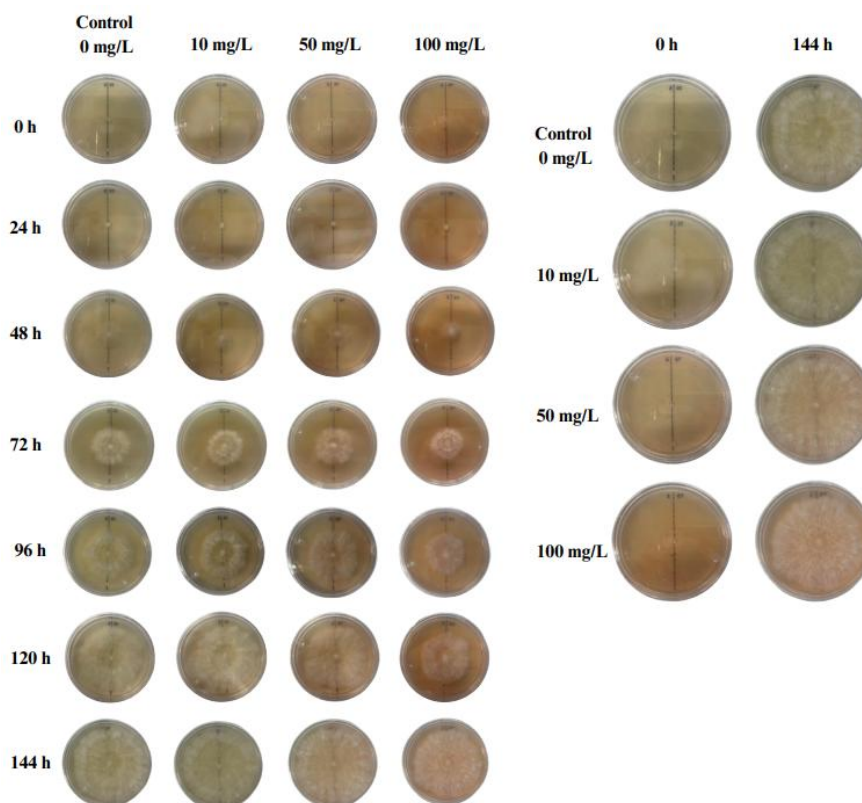 Control
0 mg/L 10 mg/L 50 mg/L 100 mg/L
0 h
24 h
48 h
72 h
96 h
120 h
144 h
0 h 144 h
Control
0 mg/L
10 mg/L
50 mg/L
100 mg/L